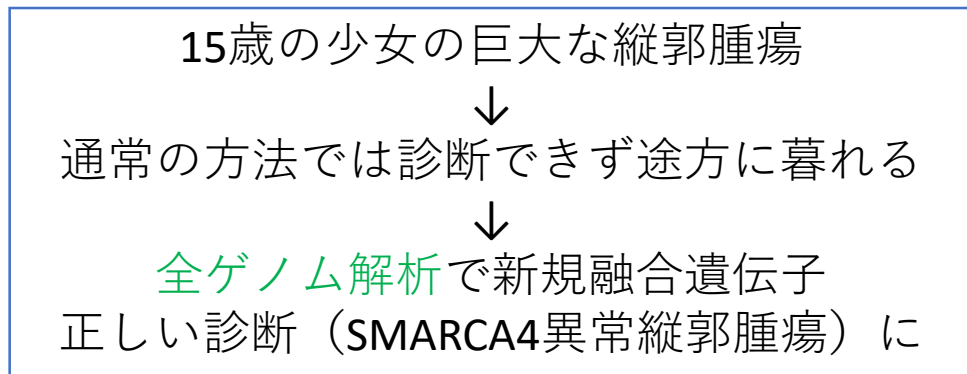 15歳の少女の巨大な縦郭腫瘍
↓
通常の方法では診断できず途方に暮れる
↓
全ゲノム解析で新規融合遺伝子
正しい診断（SMARCA4異常縦郭腫瘍）に